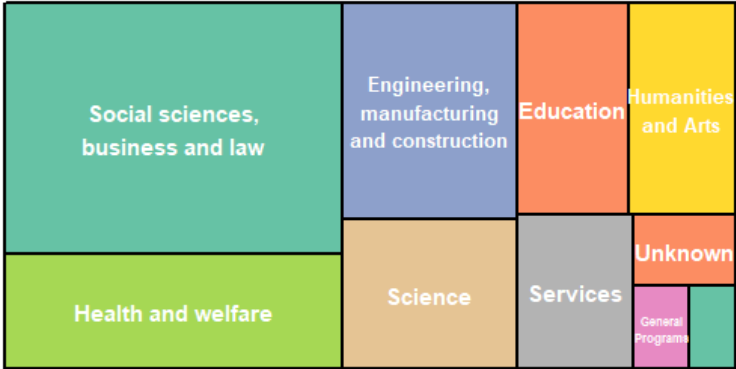 Social sciences,
business and law
Engineering,
manufacturing
and construction
Education
Humanities
and Arts
Health and welfare
Science
Services
Unknown
General
Programs